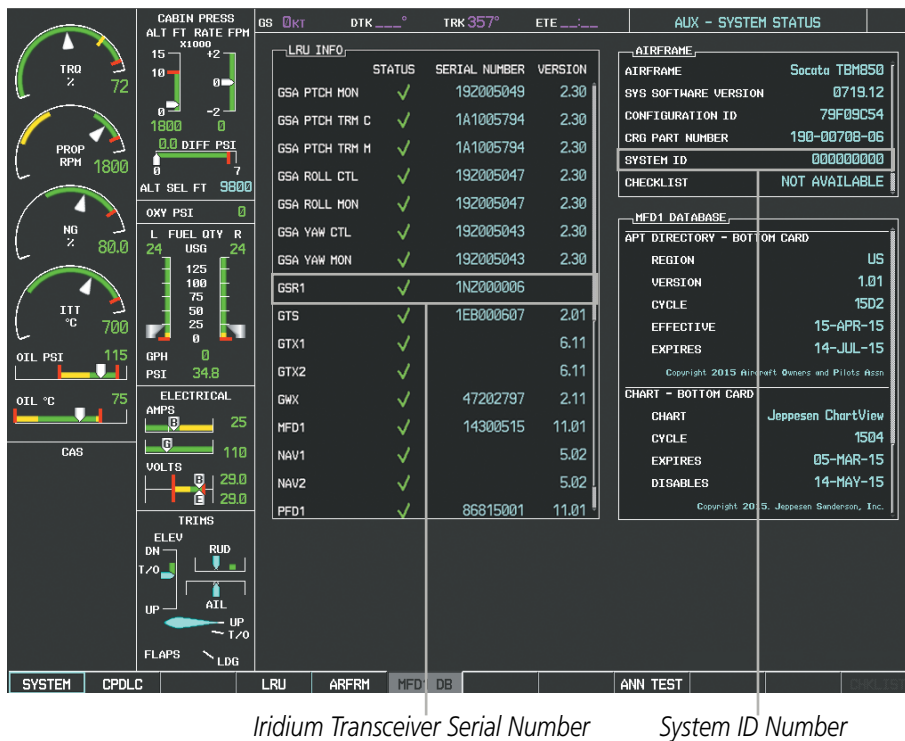 CABIN PRESS
ALT FT RATE FPM
X1000
15 +2
10 0
0 -2
1800 0
0.0 DIFF PSI
0 7
ALT SEL FT 9800
OXY PSI 0
TRQ
%
72
PROP
RPM
1800
NG
%
80.0
ITT
°C
700
OIL PSI 115
OIL °C 75
CAS
L FUEL QTY R
24 USG 24
125
100
75
50
25
0
GPH 0
PSI 34.8
ELECTRICAL
AMPS
B 25
G 110
VOLTS
B 29.0
E 29.0
TRIMS
ELEV
DN RUD
T/O
UP AIL
UP
T/O
FLAPS LDG
GS 0KT DTK ___° TRK 357° ETE __:__
AUX – SYSTEM STATUS
LRU INFO
STATUS SERIAL NUMBER VERSION
GSA PTCH MON ✓ 19Z005049 2.30
GSA PTCH TRM C ✓ 1A1005794 2.30
GSA PTCH TRM M ✓ 1A1005794 2.30
GSA ROLL CTL ✓ 19Z005047 2.30
GSA ROLL MON ✓ 19Z005047 2.30
GSA YAW CTL ✓ 19Z005043 2.30
GSA YAW MON ✓ 19Z005043 2.30
GSR1 ✓ 1NZ000006
GTS ✓ 1EB000607 2.01
GTX1 ✓ 6.11
GTX2 ✓ 6.11
GWX ✓ 47202797 2.11
MFD1 ✓ 14300515 11.01
NAV1 ✓ 5.02
NAV2 ✓ 5.02
PFD1 ✓ 86815001 11.01
AIRFRAME
AIRFRAME Socata TBM850
SYS SOFTWARE VERSION 0719.12
CONFIGURATION ID 79F09C54
CRG PART NUMBER 190-00708-06
SYSTEM ID 000000000
CHECKLIST NOT AVAILABLE
MFD1 DATABASE
APT DIRECTORY – BOTTOM CARD
REGION US
VERSION 1.01
CYCLE 15D2
EFFECTIVE 15-APR-15
EXPIRES 14-JUL-15
Copyright 2015 Aircraft Owners and Pilots Assn
CHART – BOTTOM CARD
CHART Jeppesen ChartView
CYCLE 1504
EXPIRES 05-MAR-15
DISABLES 14-MAY-15
Copyright 2015. Jeppesen Sanderson, Inc.
SYSTEM CPDLC LRU ARFRM MFD1 DB ANN TEST CHKLIST
Iridium Transceiver Serial Number System ID Number